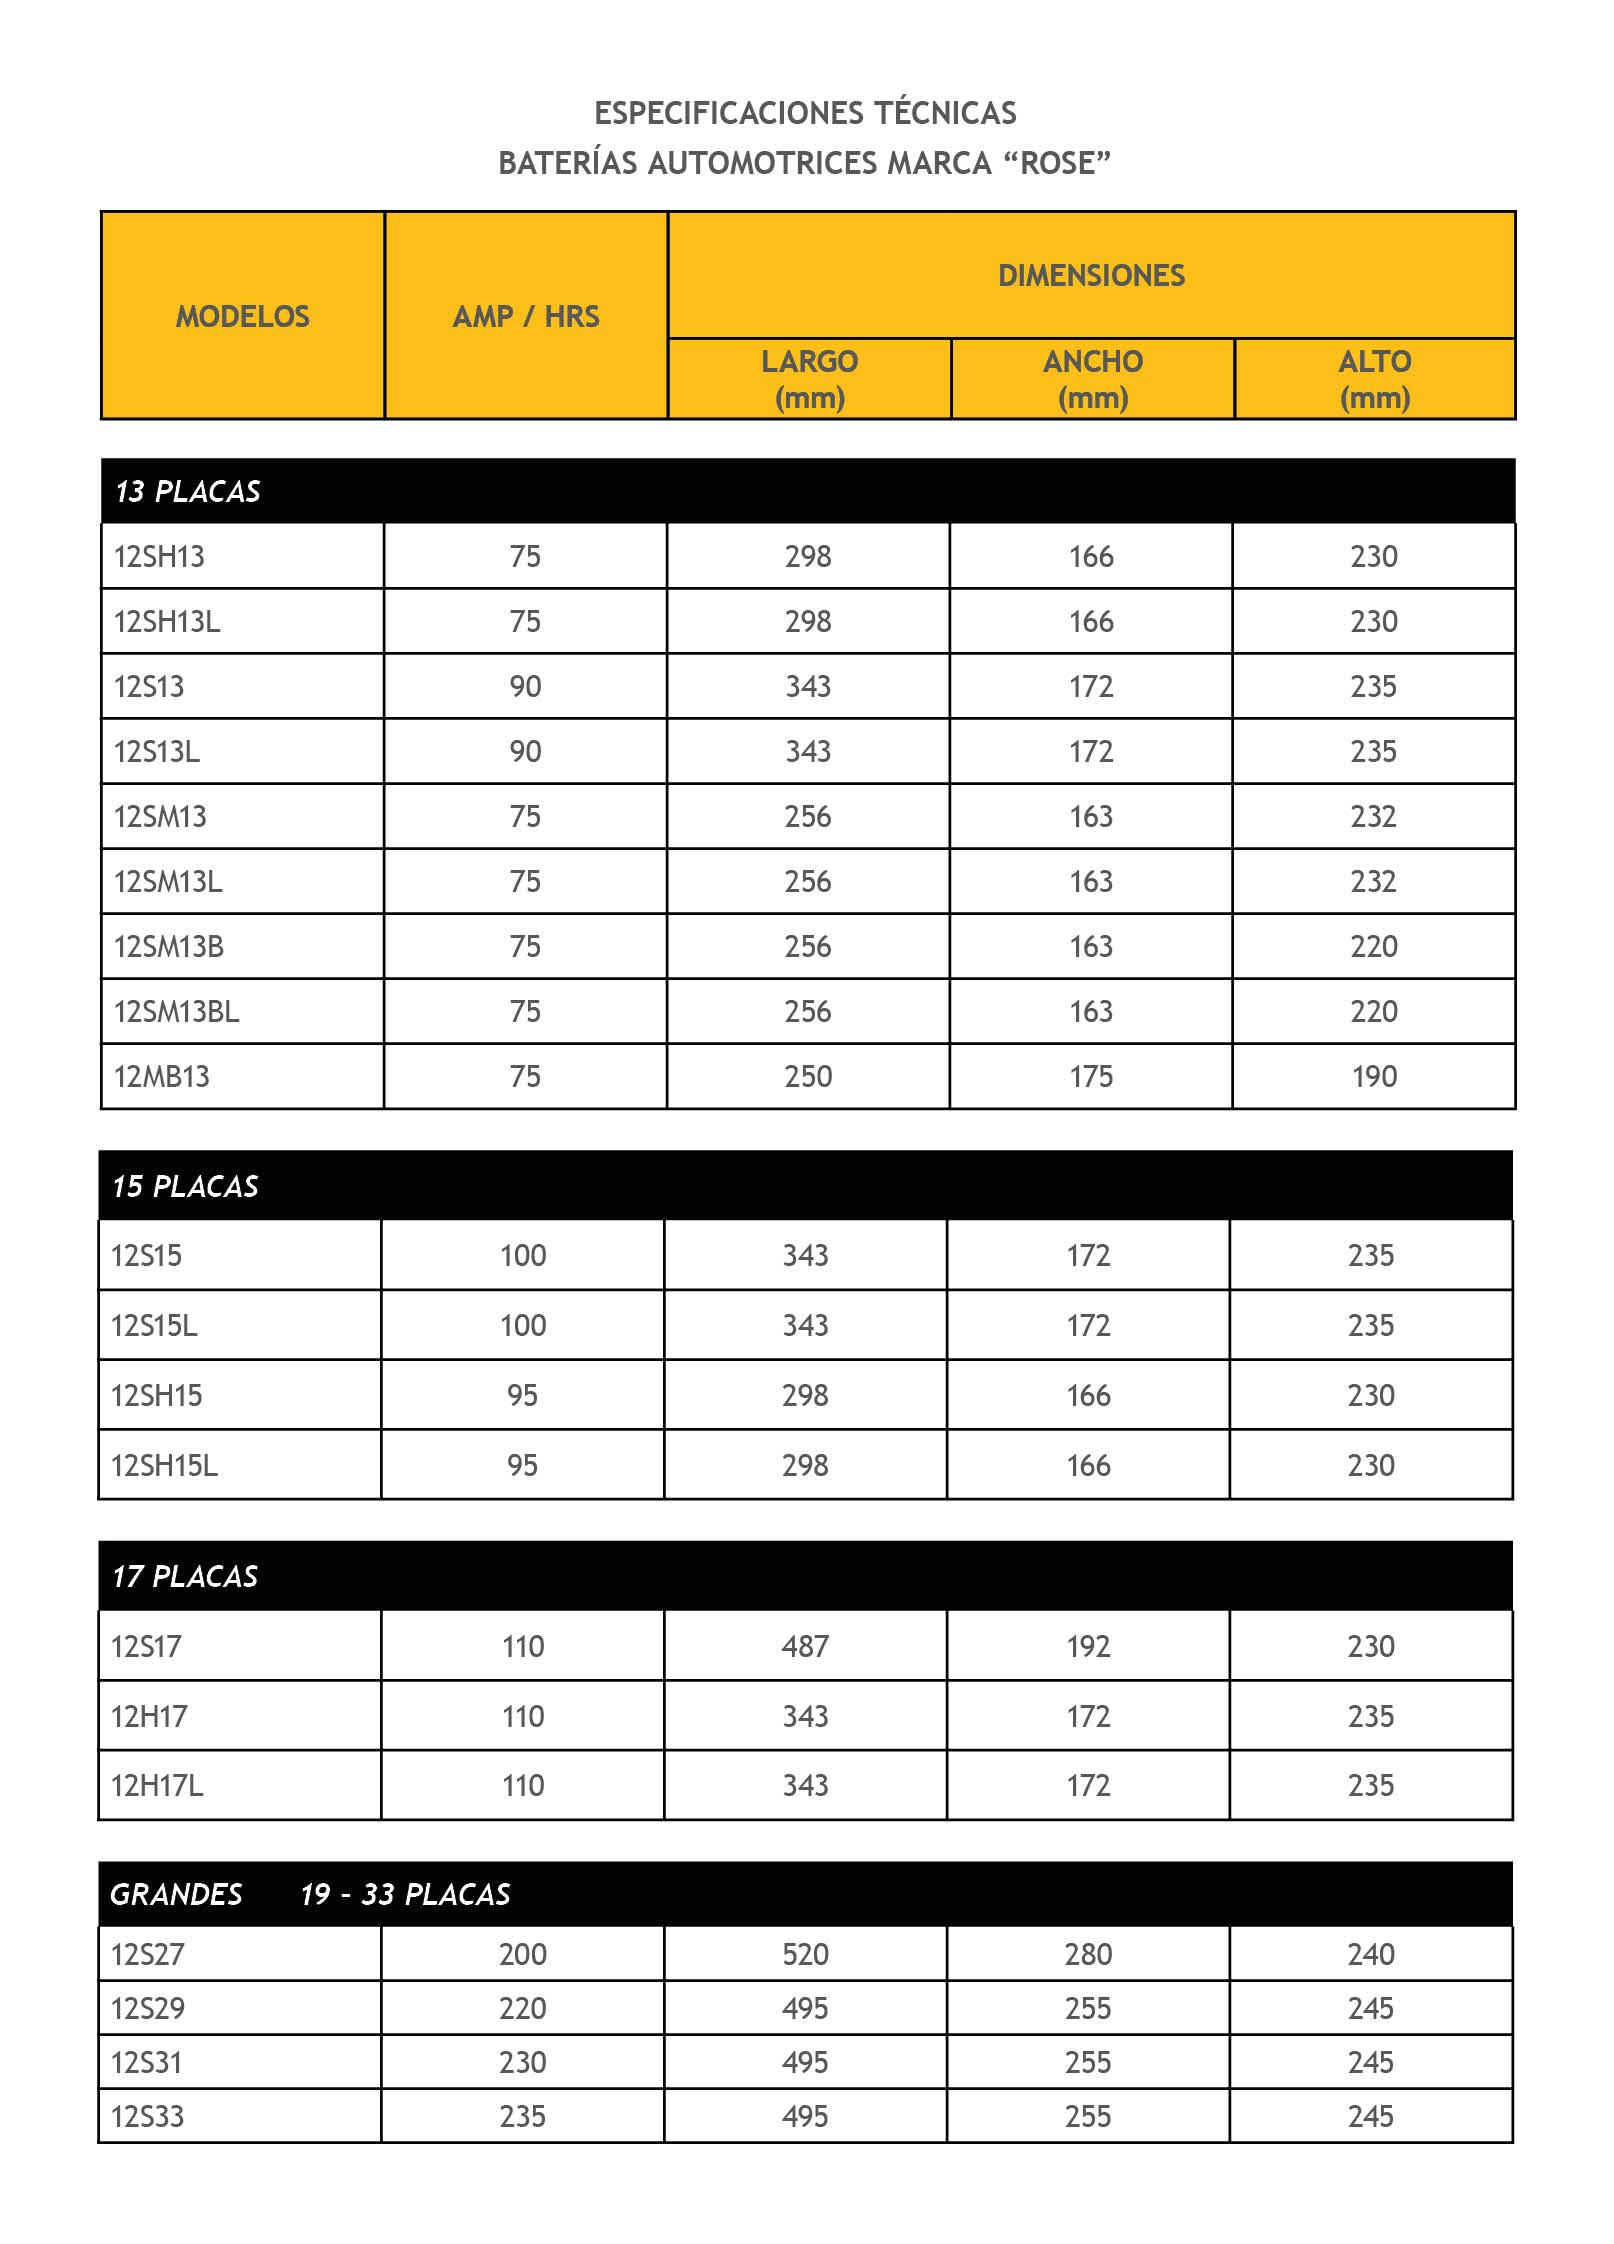 ESPECIFICACIONES TÉCNICAS
BATERÍAS AUTOMOTRICES MARCA “ROSE”
MODELOS AMP / HRS DIMENSIONES
LARGO (mm) ANCHO (mm) ALTO (mm)
13 PLACAS
12SH13 75 298 166 230
12SH13L 75 298 166 230
12S13 90 343 172 235
12S13L 90 343 172 235
12SM13 75 256 163 232
12SM13L 75 256 163 232
12SM13B 75 256 163 220
12SM13BL 75 256 163 220
12MB13 75 250 175 190
15 PLACAS
12S15 100 343 172 235
12S15L 100 343 172 235
12SH15 95 298 166 230
12SH15L 95 298 166 230
17 PLACAS
12S17 110 487 192 230
12H17 110 343 172 235
12H17L 110 343 172 235
GRANDES 19 – 33 PLACAS
12S27 200 520 280 240
12S29 220 495 255 245
12S31 230 495 255 245
12S33 235 495 255 245